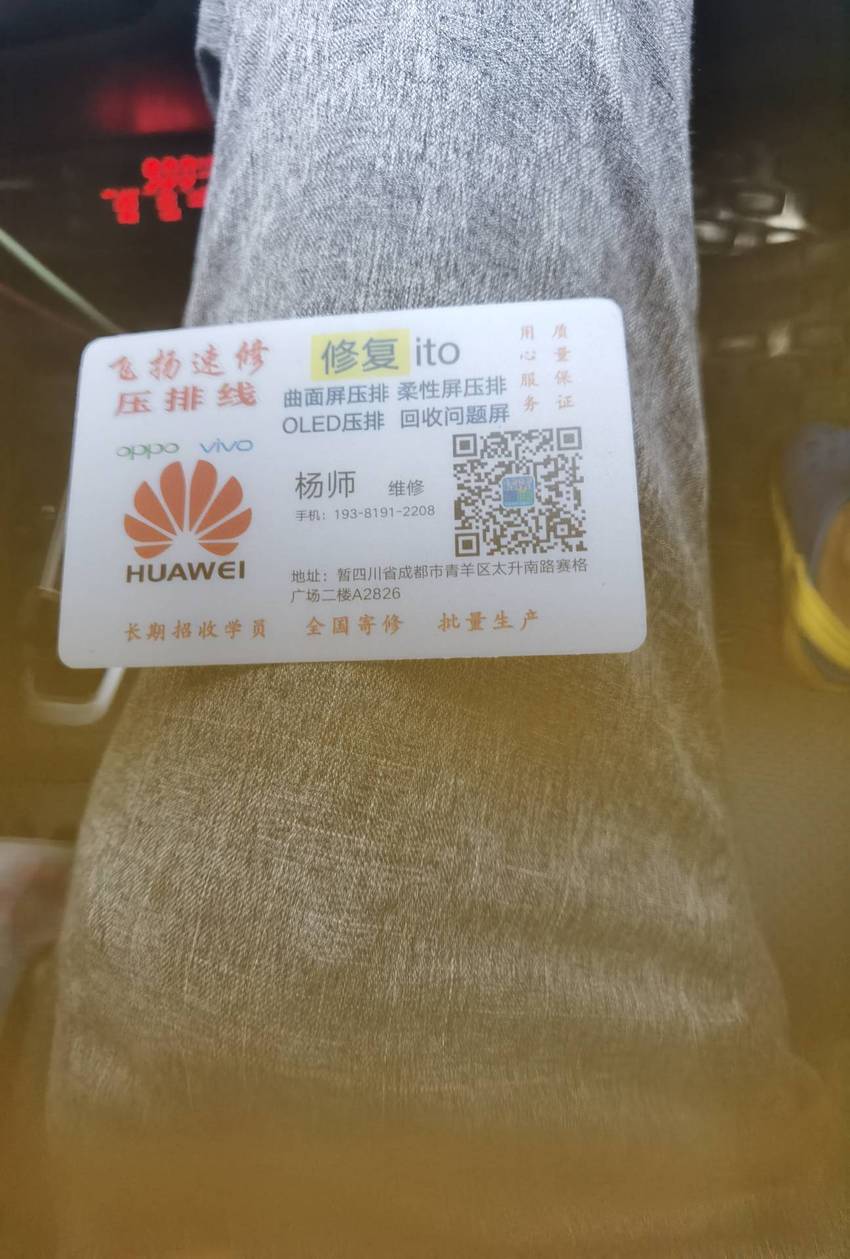 飞扬速修
压排线
修复ito
曲面屏压排 柔性屏压排
OLED压排 回收问题屏
用心服务
质量保证
oppo vivo
HUAWEI
杨师 维修
手机：193-8191-2208
地址：暂四川省成都市青羊区太升南路赛格
广场二楼A2826
长期招收学员 全国寄修 批量生产